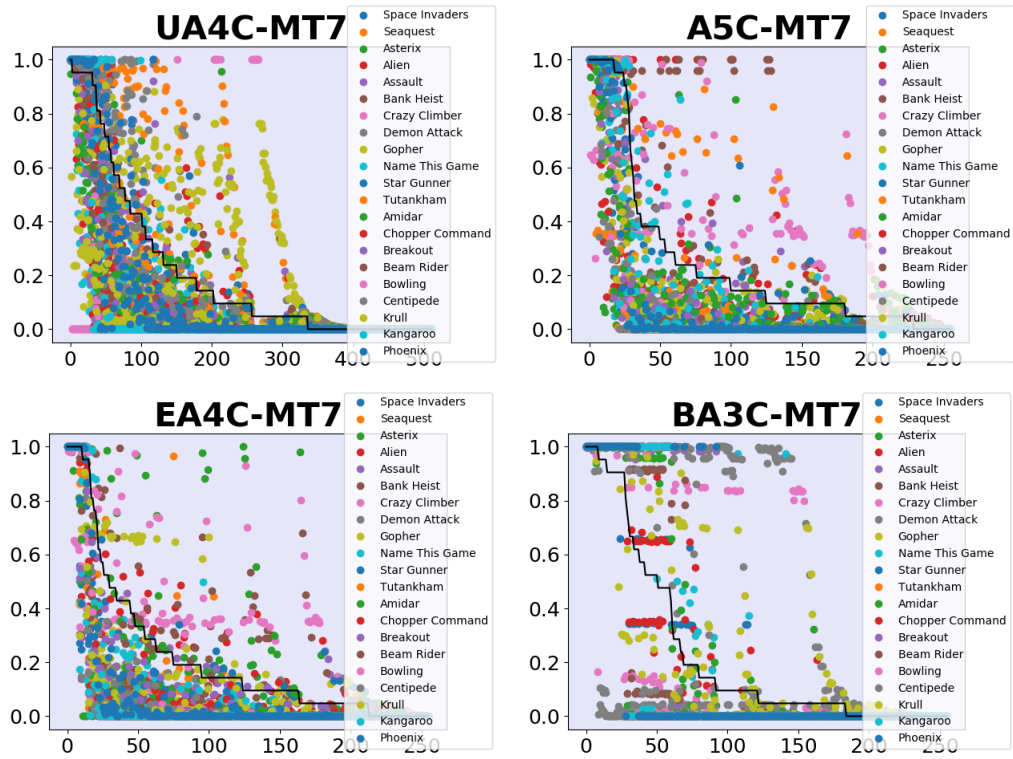 UA4C-MT7
1.0
0.8
0.6
0.4
0.2
0.0
0
100
200
300
400
500
Space Invaders
Seaquest
Asterix
Alien
Assault
Bank Heist
Crazy Climber
Demon Attack
Gopher
Name This Game
Star Gunner
Tutankham
Amidar
Chopper Command
Breakout
Beam Rider
Bowling
Centipede
Krull
Kangaroo
Phoenix
A5C-MT7
1.0
0.8
0.6
0.4
0.2
0.0
0
50
100
150
200
250
Space Invaders
Seaquest
Asterix
Alien
Assault
Bank Heist
Crazy Climber
Demon Attack
Gopher
Name This Game
Star Gunner
Tutankham
Amidar
Chopper Command
Breakout
Beam Rider
Bowling
Centipede
Krull
Kangaroo
Phoenix
EA4C-MT7
1.0
0.8
0.6
0.4
0.2
0.0
0
50
100
150
200
250
Space Invaders
Seaquest
Asterix
Alien
Assault
Bank Heist
Crazy Climber
Demon Attack
Gopher
Name This Game
Star Gunner
Tutankham
Amidar
Chopper Command
Breakout
Beam Rider
Bowling
Centipede
Krull
Kangaroo
Phoenix
BA3C-MT7
1.0
0.8
0.6
0.4
0.2
0.0
0
50
100
150
200
250
Space Invaders
Seaquest
Asterix
Alien
Assault
Bank Heist
Crazy Climber
Demon Attack
Gopher
Name This Game
Star Gunner
Tutankham
Amidar
Chopper Command
Breakout
Beam Rider
Bowling
Centipede
Krull
Kangaroo
Phoenix